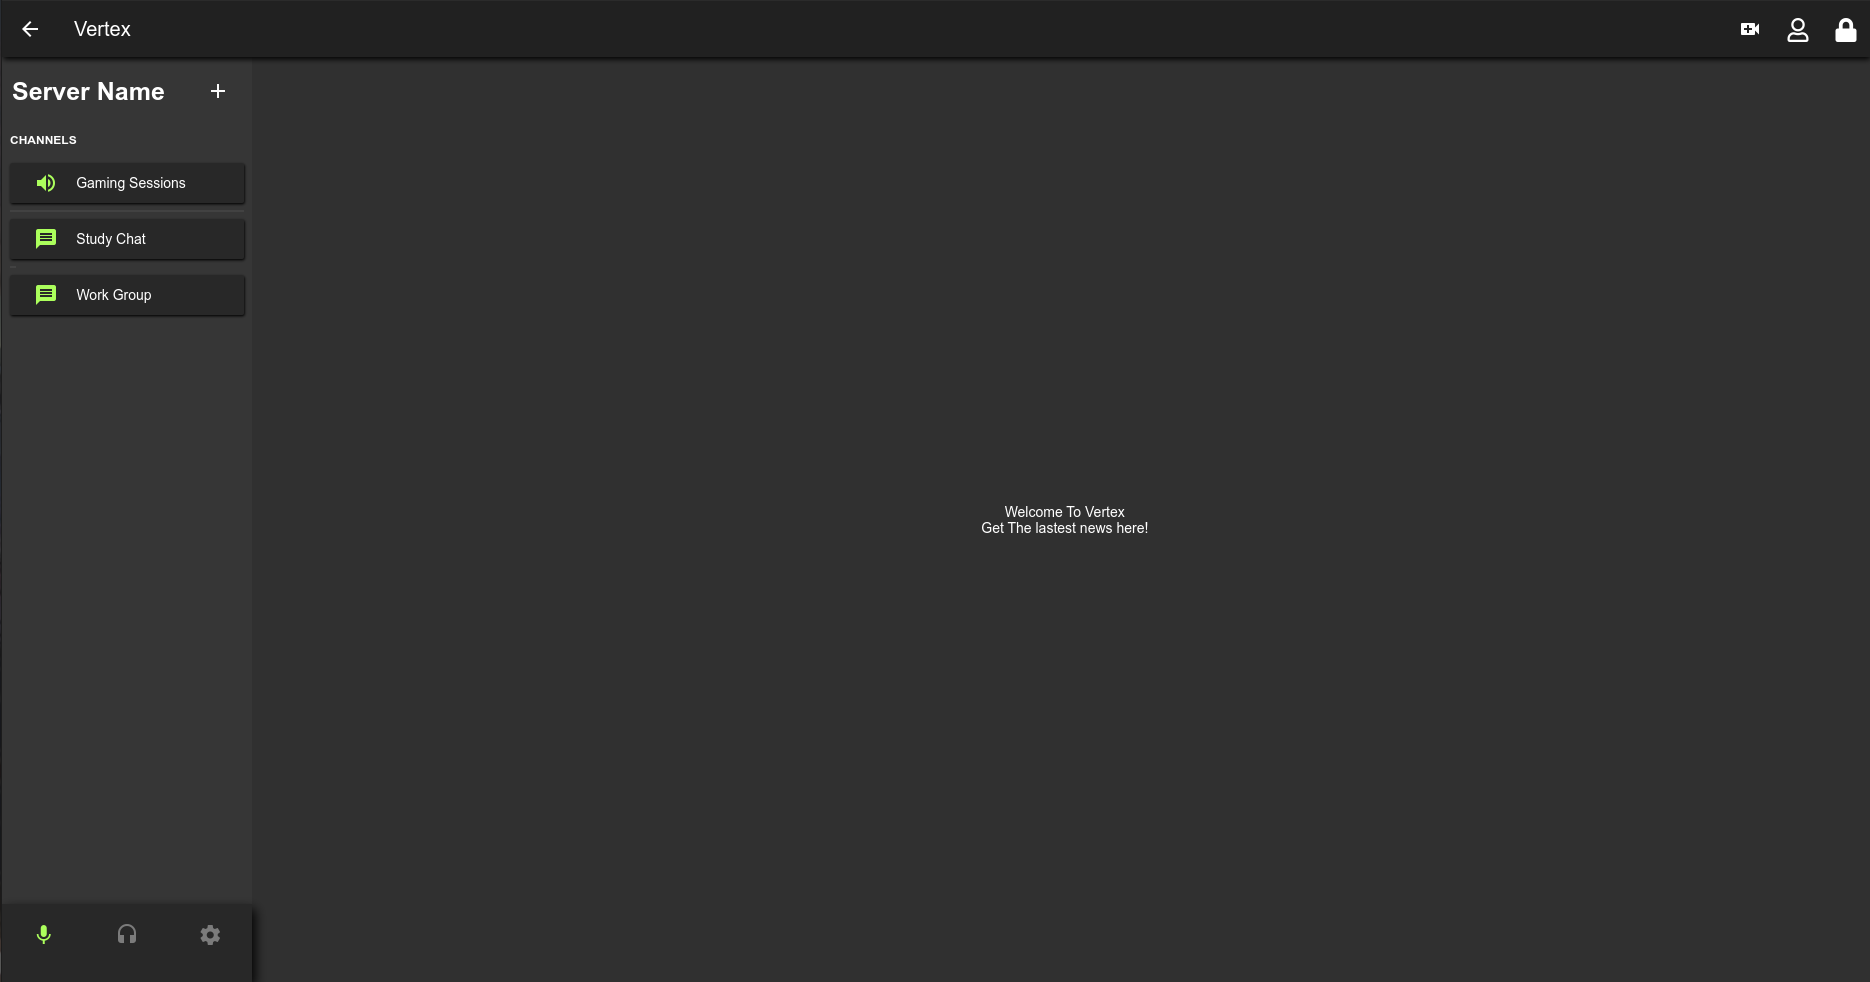 Vertex
Server Name
CHANNELS
Gaming Sessions
Study Chat
Work Group
Welcome To Vertex
Get The lastest news here!